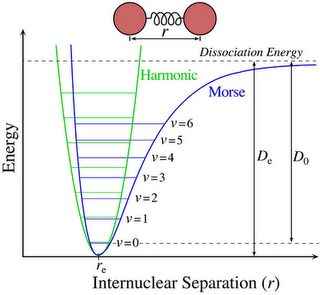 r
Dissociation Energy
Harmonic
Morse
v=6
v=5
v=4
v=3
v=2
v=1
v=0
Dₑ
D₀
Energy
rₑ
Internuclear Separation (r)